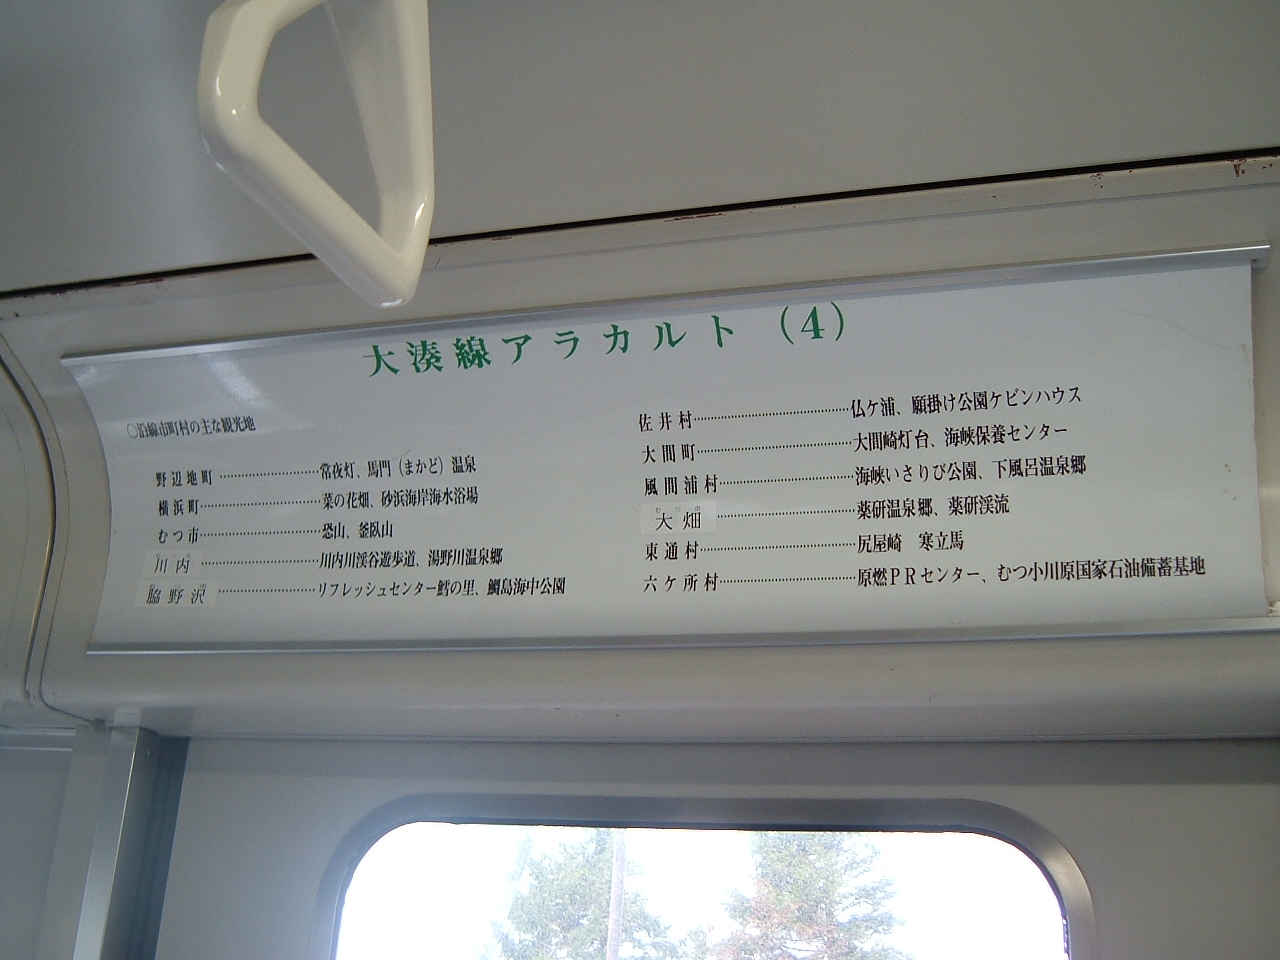 大湊線アラカルト（4）
〇沿線市町村の主な観光地
野辺地町……………常夜灯、馬門（まかど）温泉
横浜町……………菜の花畑、砂浜海岸海水浴場
むつ市……………恐山、釜臥山
川内……………川内川渓谷遊歩道、湯野川温泉郷
脇野沢……………リフレッシュセンター鱈の里、鯛島海中公園
佐井村……………仏ケ浦、願掛け公園ケビンハウス
大間町……………大間崎灯台、海峡保養センター
風間浦村……………海峡いさりび公園、下風呂温泉郷
大畑……………薬研温泉郷、薬研渓流
東通村……………尻屋崎　寒立馬
六ケ所村……………原燃ＰＲセンター、むつ小川原国家石油備蓄基地